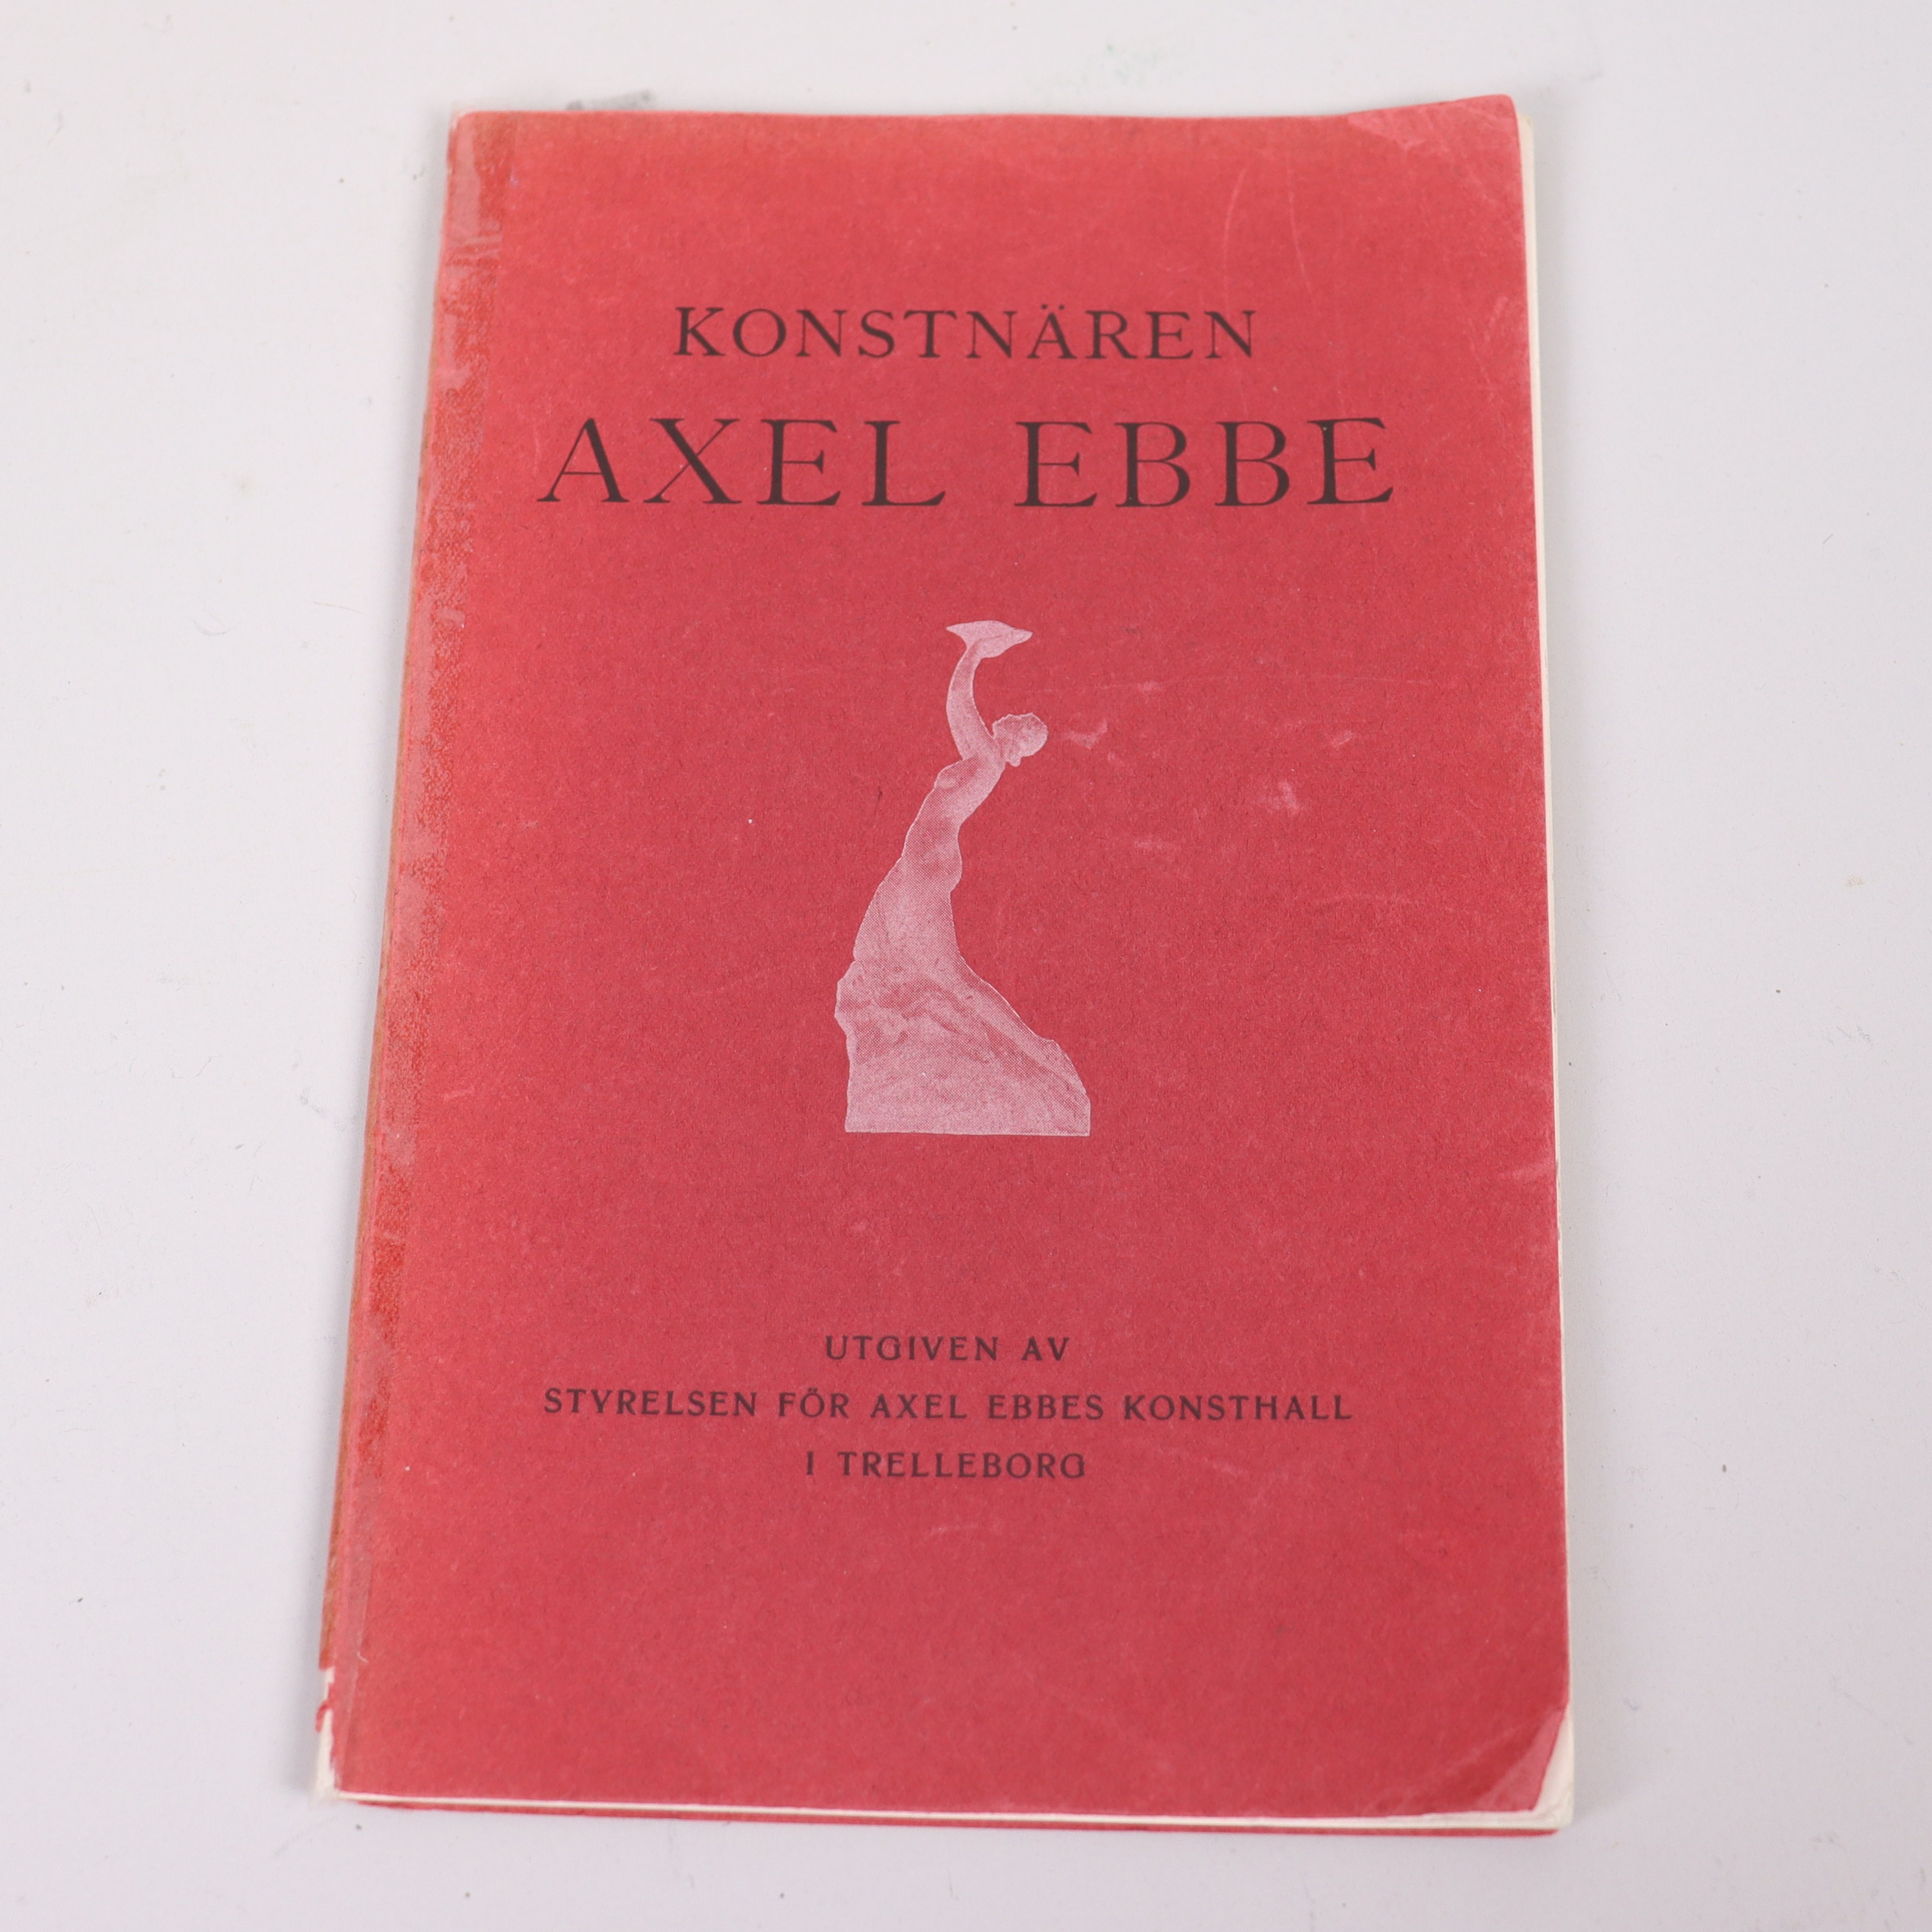 KONSTNÄREN
AXEL EBBE
UTGIVEN AV
STYRELSEN FÖR AXEL EBBES KONSTHALL
I TRELLEBORG